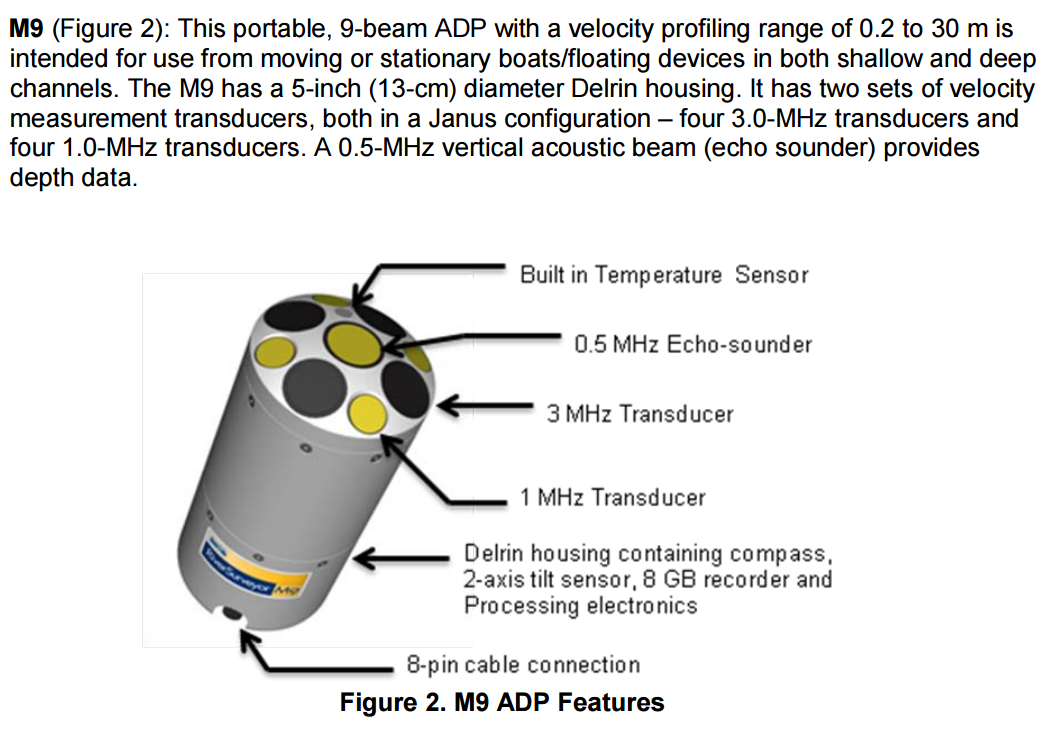 M9 (Figure 2): This portable, 9-beam ADP with a velocity profiling range of 0.2 to 30 m is
intended for use from moving or stationary boats/floating devices in both shallow and deep
channels. The M9 has a 5-inch (13-cm) diameter Delrin housing. It has two sets of velocity
measurement transducers, both in a Janus configuration – four 3.0-MHz transducers and
four 1.0-MHz transducers. A 0.5-MHz vertical acoustic beam (echo sounder) provides
depth data.
Built in Temperature Sensor
0.5 MHz Echo-sounder
3 MHz Transducer
1 MHz Transducer
Delrin housing containing compass,
2-axis tilt sensor, 8 GB recorder and
Processing electronics
RiverSurveyor M9
8-pin cable connection
Figure 2. M9 ADP Features